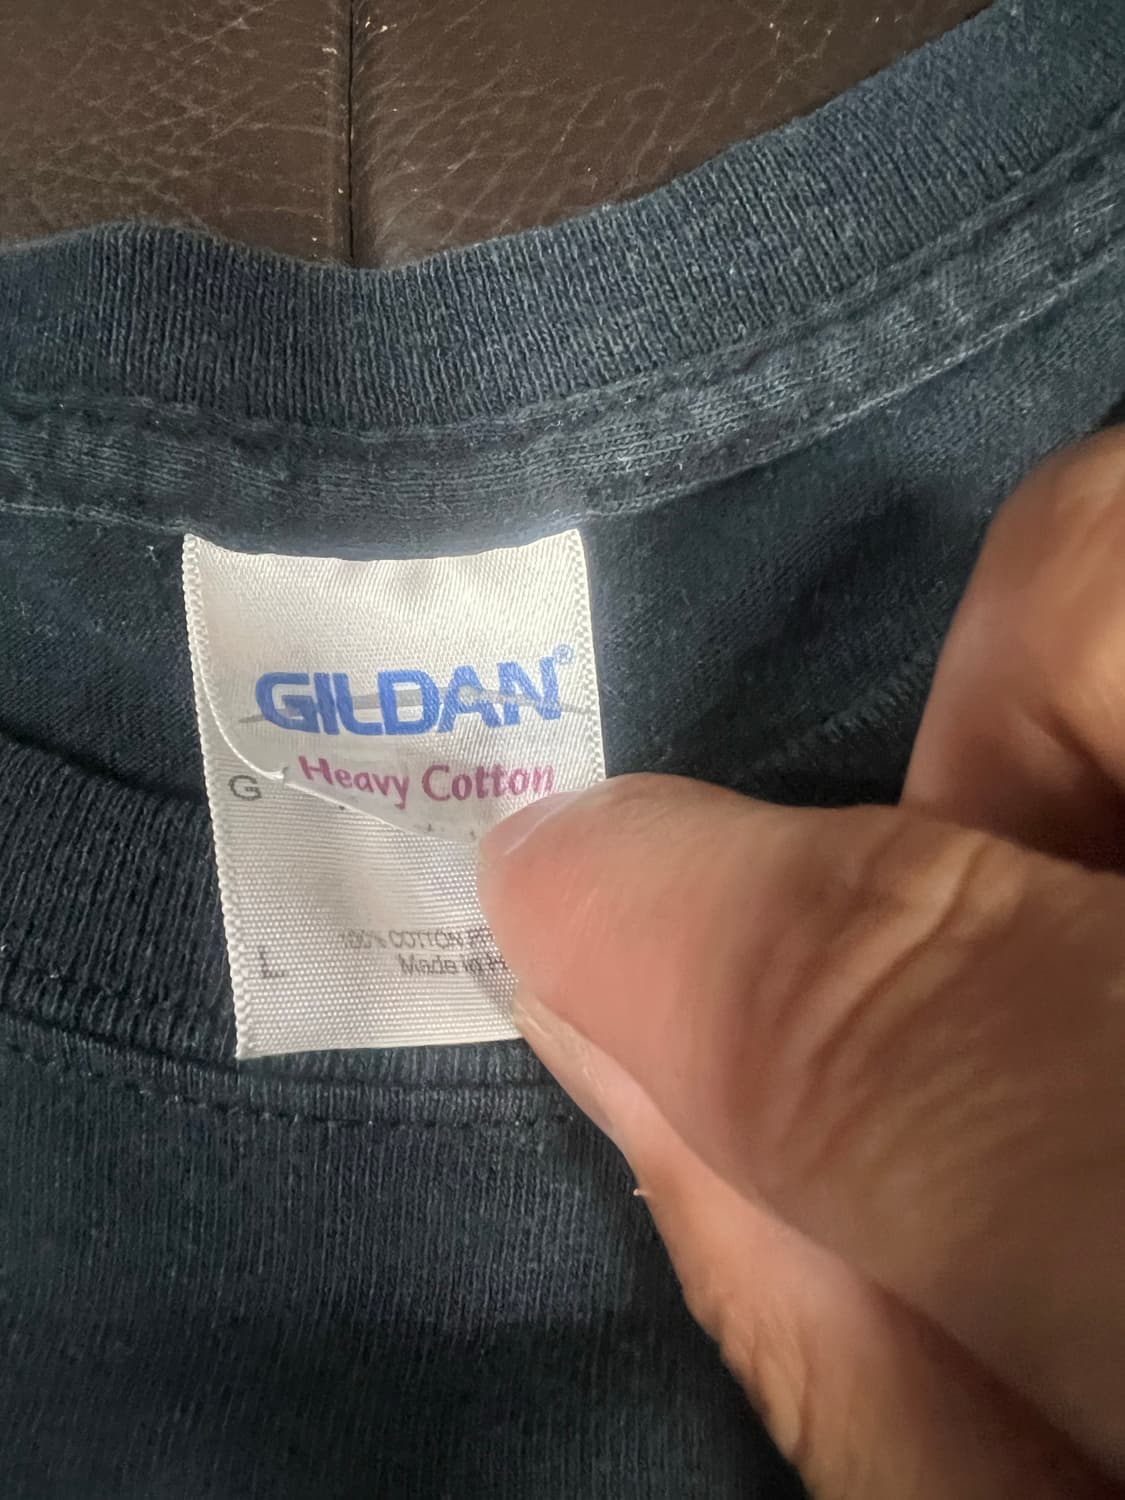 GILDAN®
Heavy Cotton
G
100% COTTON
L
Made in